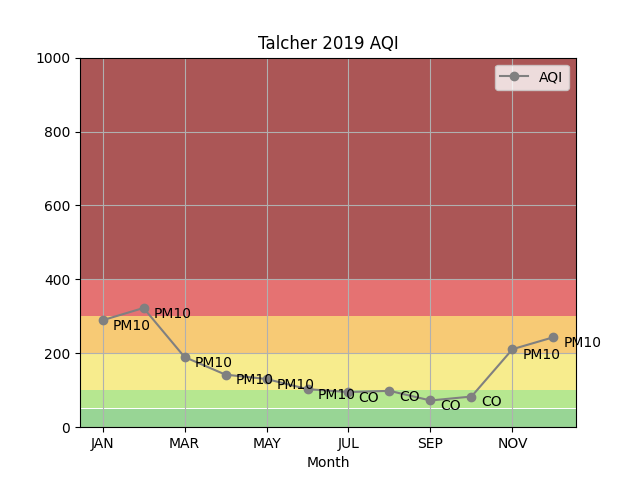 Talcher 2019 AQI
1000
AQI
800
600
400
200
0
PM10
PM10
PM10
PM10
PM10
PM10
CO
CO
CO
CO
PM10
PM10
JAN
MAR
MAY
JUL
SEP
NOV
Month